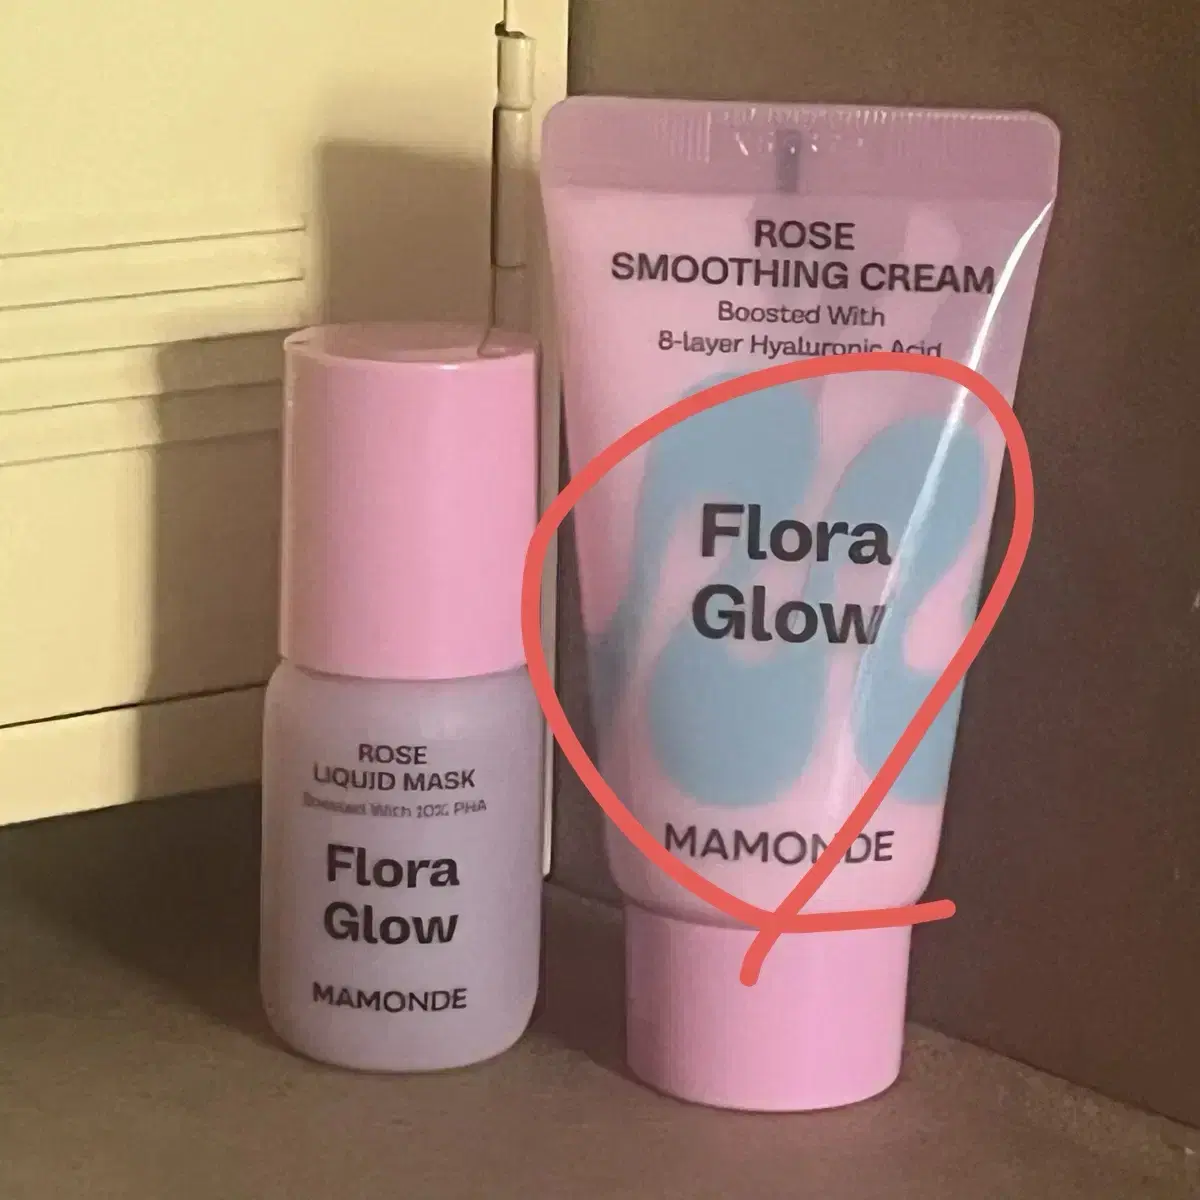 ROSE
SMOOTHING CREAM
Boosted With
8-layer Hyaluronic Acid
Flora
Glow
MAMONDE
ROSE
LIQUID MASK
Boosted With 10% PHA
Flora
Glow
MAMONDE